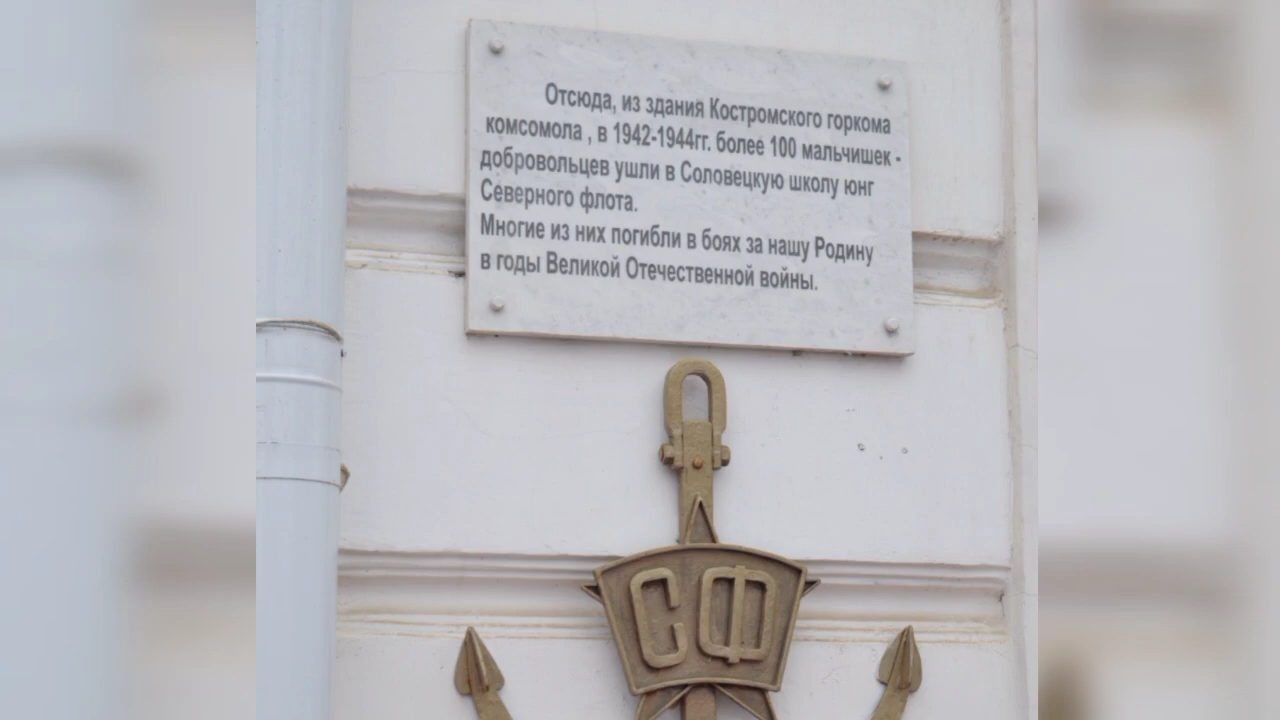 Отсюда, из здания Костромского горкома
комсомола , в 1942-1944гг. более 100 мальчишек -
добровольцев ушли в Соловецкую школу юнг
Северного флота.
Многие из них погибли в боях за нашу Родину
в годы Великой Отечественной войны.
СФ